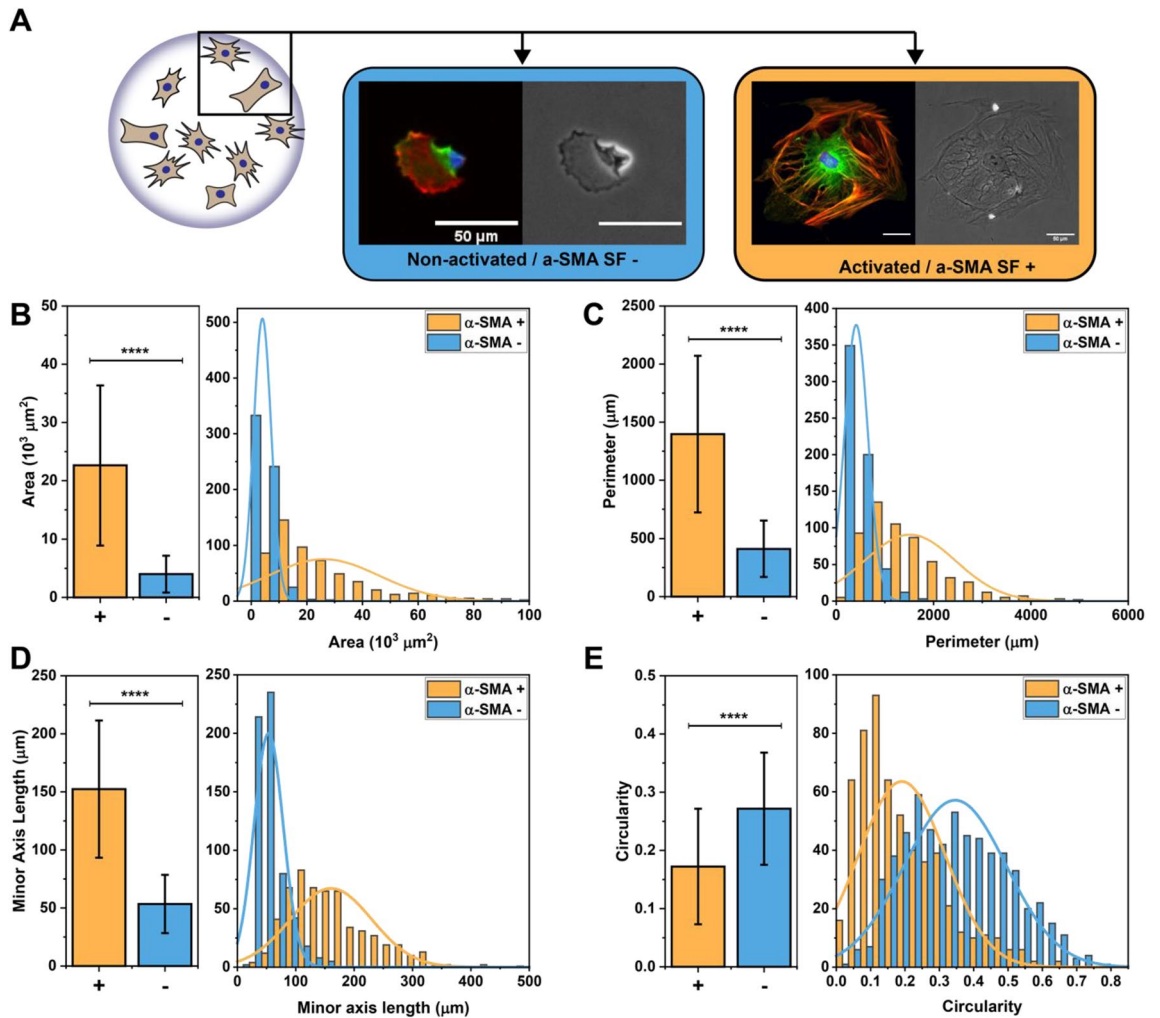 A
50 µm
Non-activated / a-SMA SF -
50 µm
Activated / a-SMA SF +
B
50
40
30
20
10
0
Area (10³ µm²)
****
+
-
500
400
300
200
100
0
α-SMA +
α-SMA -
0 20 40 60 80 100
Area (10³ µm²)
C
2500
2000
1500
1000
500
0
Perimeter (µm)
****
+
-
400
350
300
250
200
150
100
50
0
α-SMA +
α-SMA -
0 2000 4000 6000
Perimeter (µm)
D
250
200
150
100
50
0
Minor Axis Length (µm)
****
+
-
250
200
150
100
50
0
α-SMA +
α-SMA -
0 100 200 300 400 500
Minor axis length (µm)
E
0.5
0.4
0.3
0.2
0.1
0.0
Circularity
****
+
-
100
80
60
40
20
0
α-SMA +
α-SMA -
0.0 0.1 0.2 0.3 0.4 0.5 0.6 0.7 0.8
Circularity